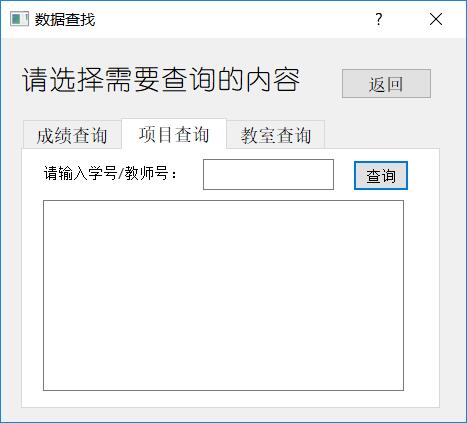 数据查找
?
请选择需要查询的内容
返回
成绩查询 项目查询 教室查询
请输入学号/教师号：
查询